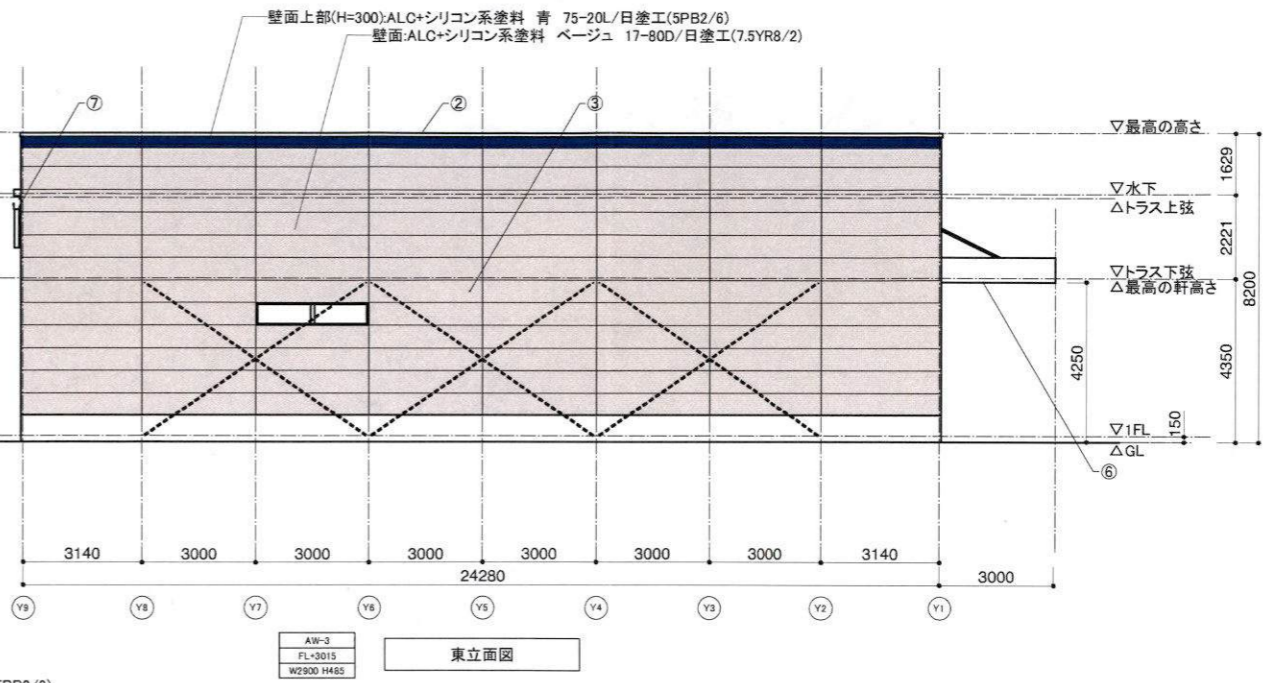 壁面上部(H=300):ALC+シリコン系塗料 青 75-20L/日塗工(5PB2/6)
壁面:ALC+シリコン系塗料 ベージュ 17-80D/日塗工(7.5YR8/2)
⑦
②
③
▽最高の高さ
1629
▽水下
△トラス上弦
2221
▽トラス下弦
△最高の軒高さ
8200
4250
4350
▽1FL
150
△GL
⑥
3140 3000 3000 3000 3000 3000 3000 3140
24280
3000
Y9 Y8 Y7 Y6 Y5 Y4 Y3 Y2 Y1
AW-3
FL+3015
W2900 H485
東立面図